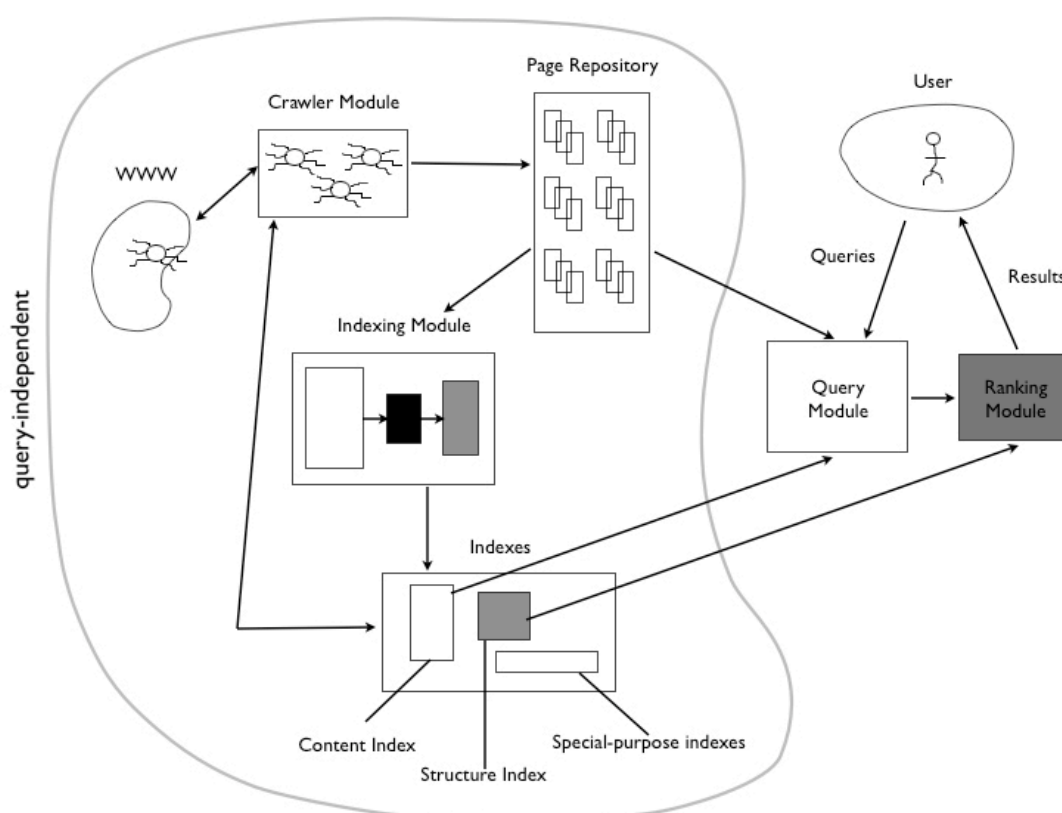 Page Repository
User
Crawler Module
WWW
Queries
Results
Indexing Module
query-independent
Query
Module
Ranking
Module
Indexes
Content Index
Special-purpose indexes
Structure Index